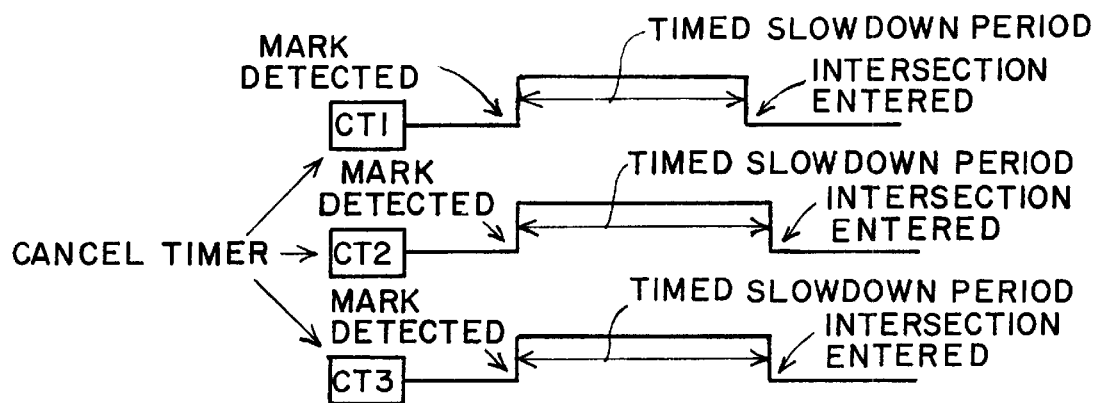 TIMED SLOWDOWN PERIOD
MARK
DETECTED
INTERSECTION
ENTERED
CT1
TIMED SLOWDOWN PERIOD
MARK
DETECTED
INTERSECTION
ENTERED
CANCEL TIMER
CT2
TIMED SLOWDOWN PERIOD
MARK
DETECTED
INTERSECTION
ENTERED
CT3